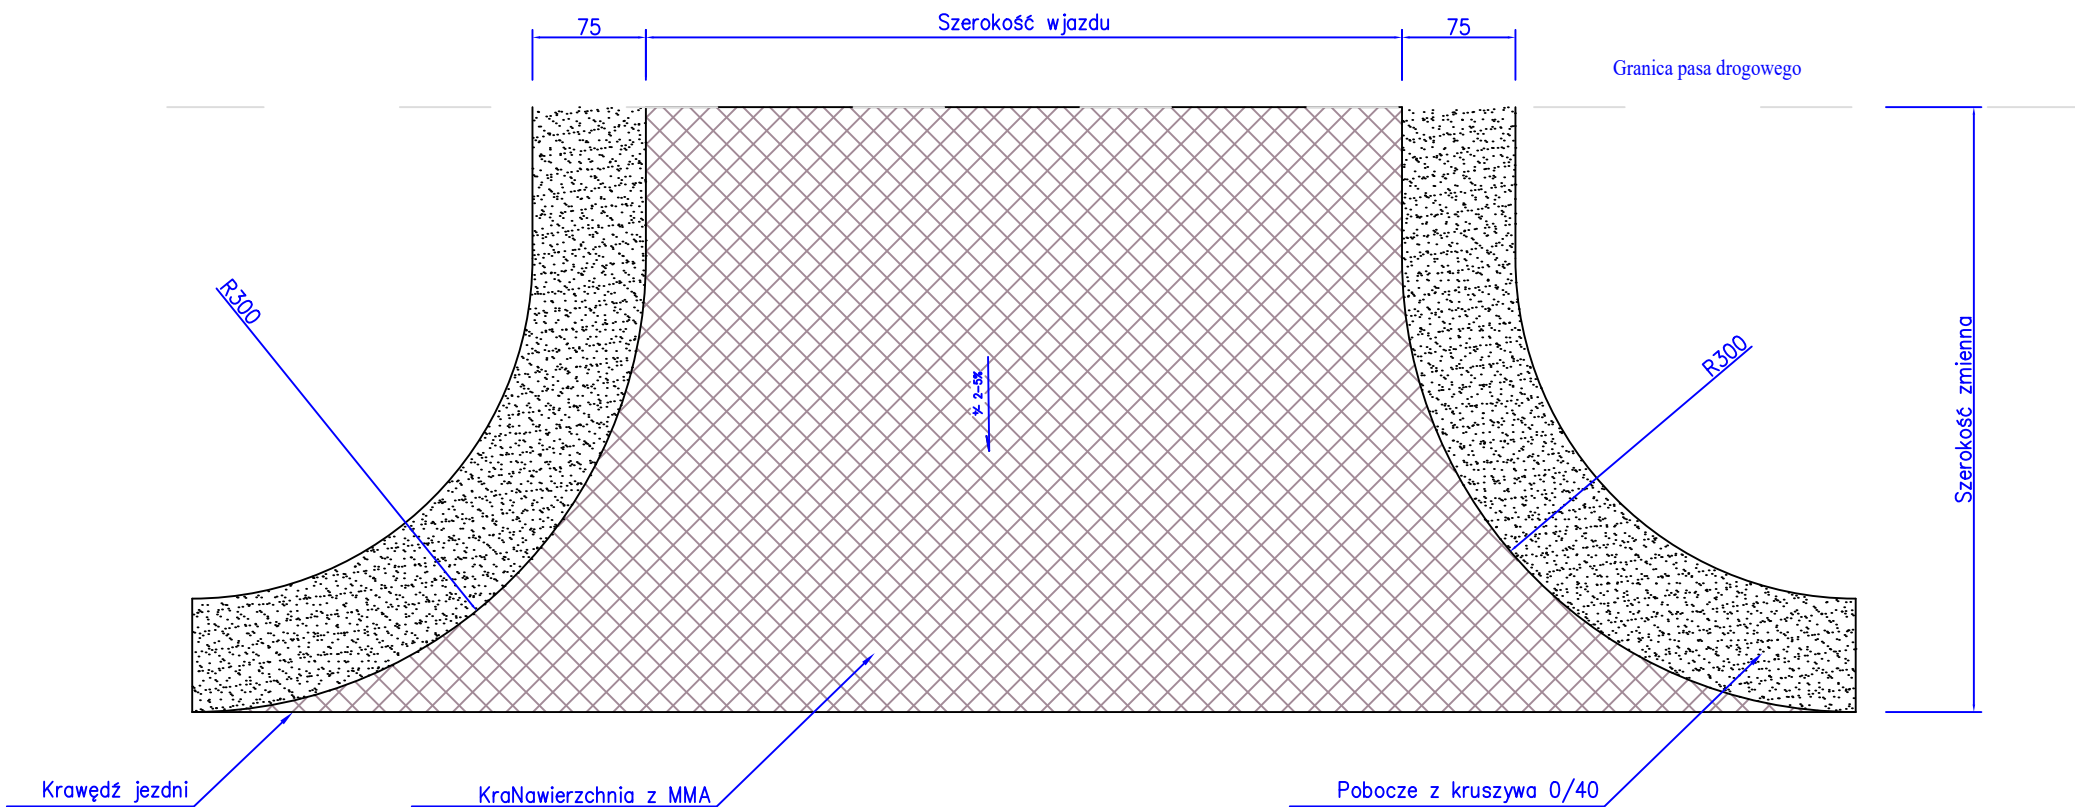 75
Szerokość wjazdu
75
Granica pasa drogowego
R300
R300
Szerokość zmienna
2-5%
Krawędź jezdni
KraNawierzchnia z MMA
Pobocze z kruszywa 0/40